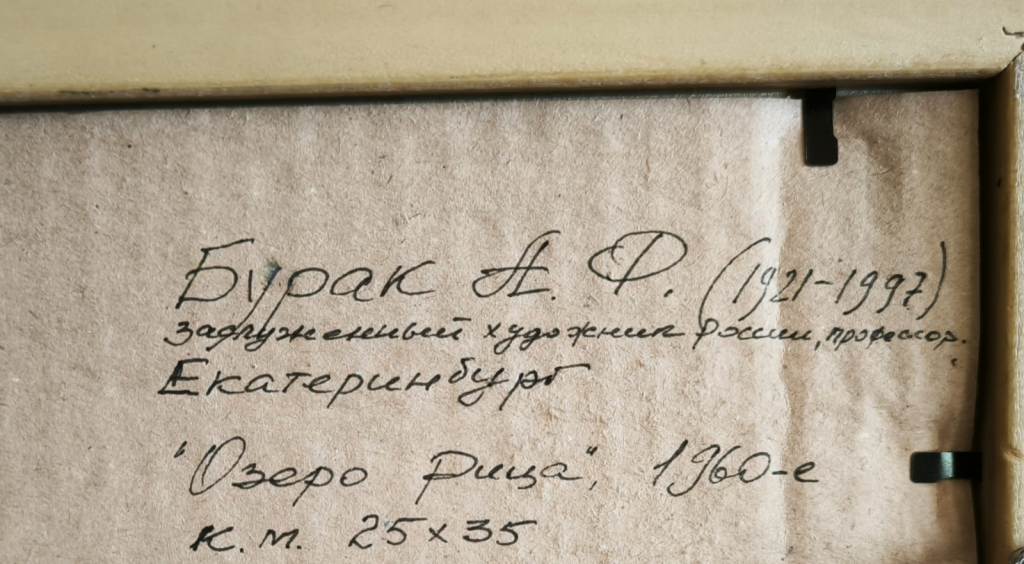 Бурак А. Ф. (1921-1997)
заслуженный художник России, профессор.
Екатеринбург
"Озеро Рица", 1960-е
к.м. 25×35